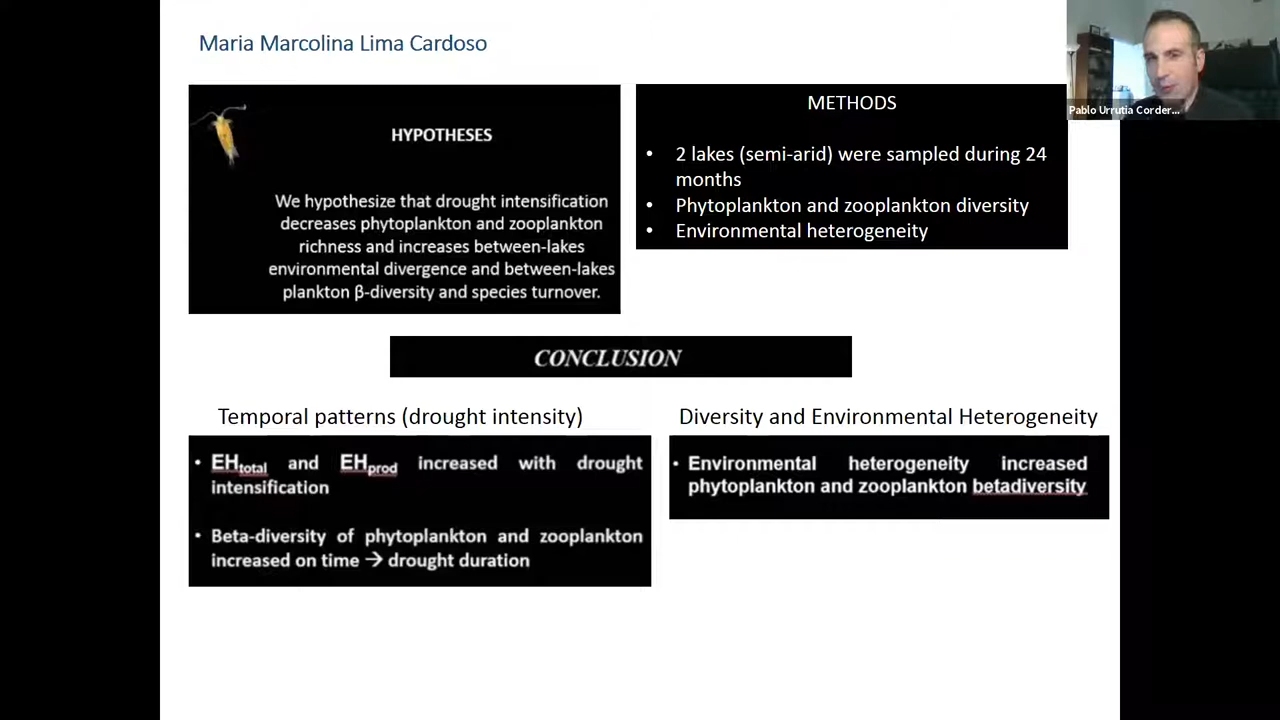 Maria Marcolina Lima Cardoso
Pablo Urrutia Corder...
HYPOTHESES
We hypothesize that drought intensification
decreases phytoplankton and zooplankton
richness and increases between-lakes
environmental divergence and between-lakes
plankton β-diversity and species turnover.
METHODS
• 2 lakes (semi-arid) were sampled during 24
months
• Phytoplankton and zooplankton diversity
• Environmental heterogeneity
CONCLUSION
Temporal patterns (drought intensity)
• EHtotal and EHprod increased with drought
intensification
• Beta-diversity of phytoplankton and zooplankton
increased on time → drought duration
Diversity and Environmental Heterogeneity
• Environmental heterogeneity increased
phytoplankton and zooplankton betadiversity